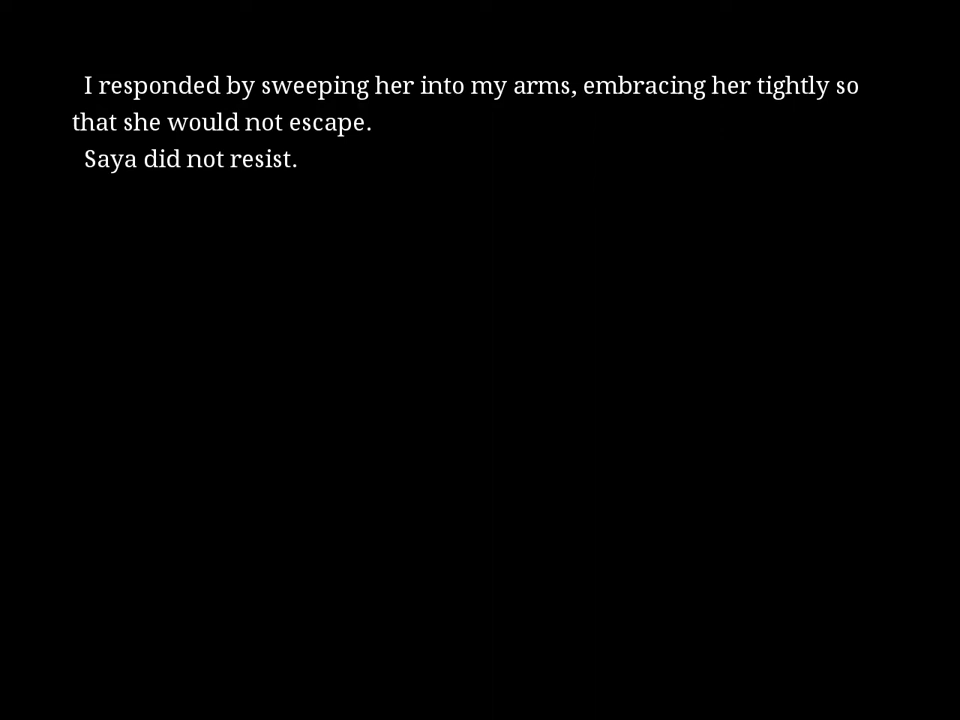 I responded by sweeping her into my arms, embracing her tightly so
that she would not escape.
Saya did not resist.